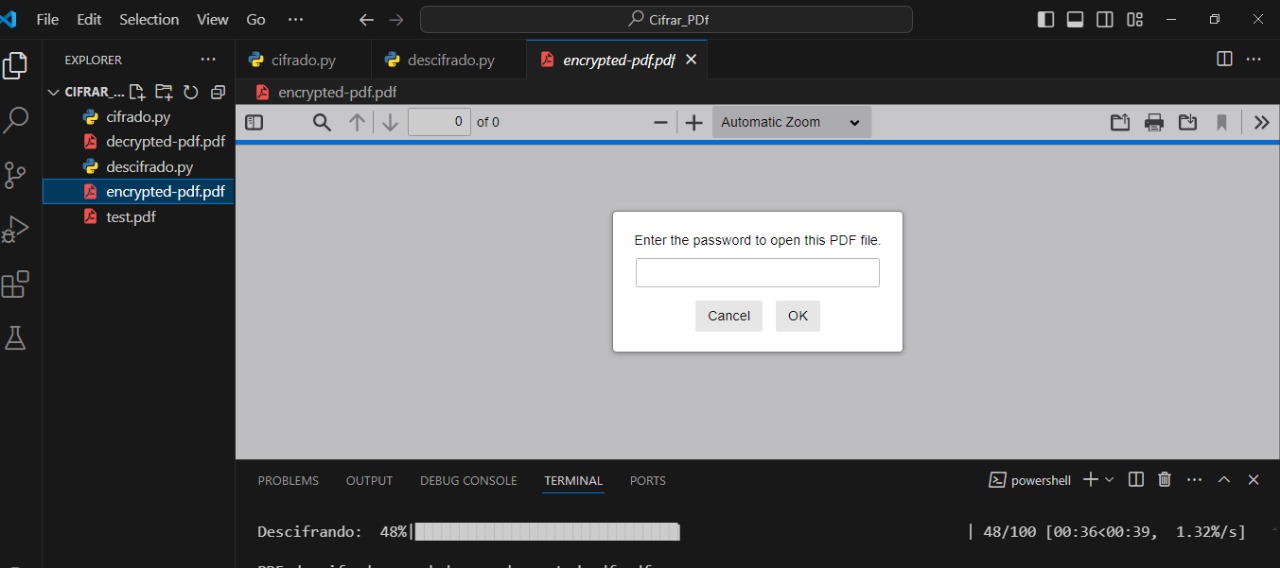 File Edit Selection View Go ··· Cifrar_PDf
EXPLORER ···
cifrado.py descifrado.py encrypted-pdf.pdf
CIFRAR_...
encrypted-pdf.pdf
cifrado.py
decrypted-pdf.pdf
descifrado.py
encrypted-pdf.pdf
test.pdf
0 of 0 Automatic Zoom
Enter the password to open this PDF file.
Cancel OK
PROBLEMS OUTPUT DEBUG CONSOLE TERMINAL PORTS powershell
Descifrando: 48%| | 48/100 [00:36<00:39, 1.32%/s]